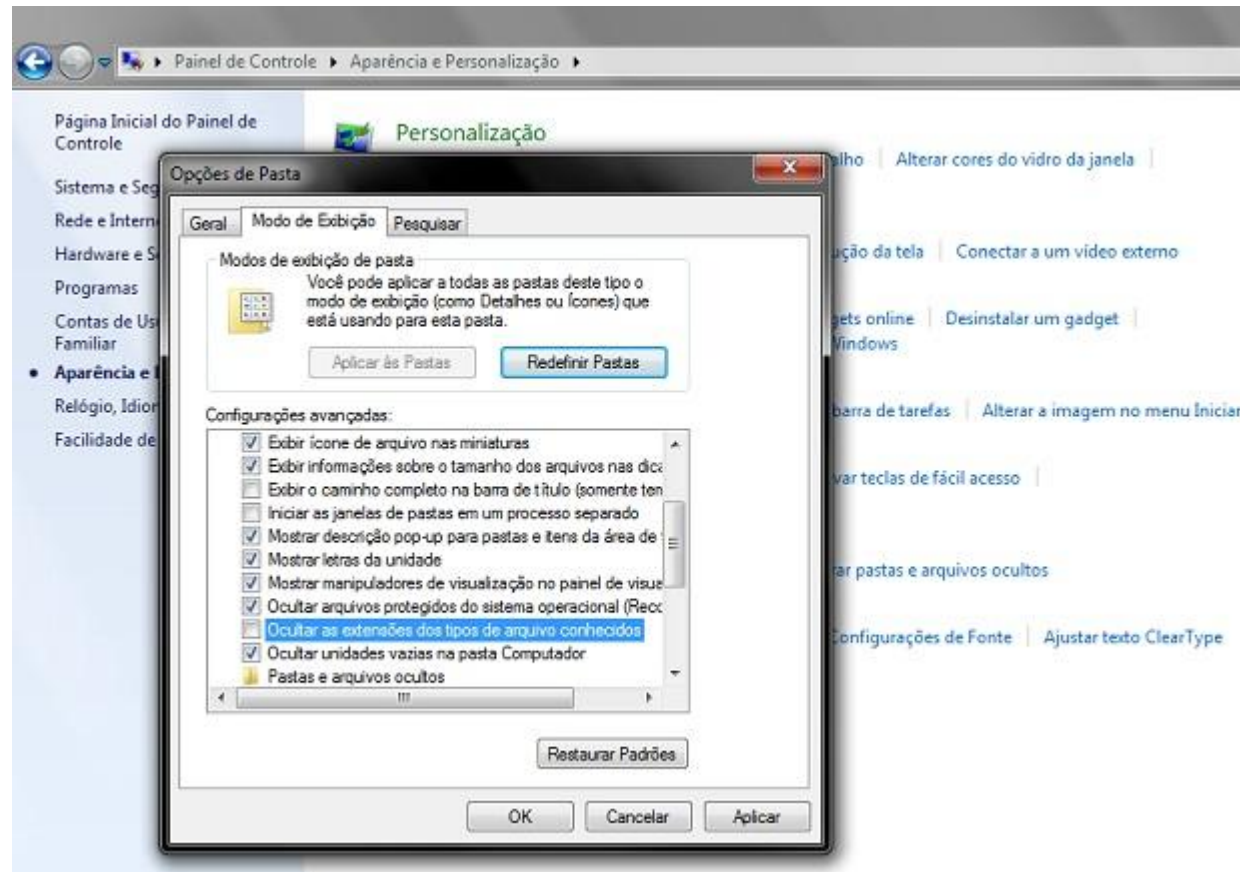 Painel de Controle ▸ Aparência e Personalização ▸
Página Inicial do Painel de
Controle
Sistema e Seg
Rede e Intern
Hardware e S
Programas
Contas de Us
Familiar
Aparência e
Relógio, Idior
Facilidade de
Personalização
alho | Alterar cores do vidro da janela
ução da tela | Conectar a um vídeo externo
gets online | Desinstalar um gadget
Windows
barra de tarefas | Alterar a imagem no menu Iniciar
var teclas de fácil acesso
rar pastas e arquivos ocultos
Configurações de Fonte | Ajustar texto ClearType
Opções de Pasta
Geral Modo de Exibição Pesquisar
Modos de exibição de pasta
Você pode aplicar a todas as pastas deste tipo o
modo de exibição (como Detalhes ou Ícones) que
está usando para esta pasta.
Aplicar às Pastas Redefinir Pastas
Configurações avançadas:
Exibir ícone de arquivo nas miniaturas
Exibir informações sobre o tamanho dos arquivos nas dica
Exibir o caminho completo na barra de título (somente tem
Iniciar as janelas de pastas em um processo separado
Mostrar descrição pop-up para pastas e itens da área de
Mostrar letras da unidade
Mostrar manipuladores de visualização no painel de visua
Ocultar arquivos protegidos do sistema operacional (Recc
Ocultar as extensões dos tipos de arquivo conhecidos
Ocultar unidades vazias na pasta Computador
Pastas e arquivos ocultos
Restaurar Padrões
OK Cancelar Aplicar